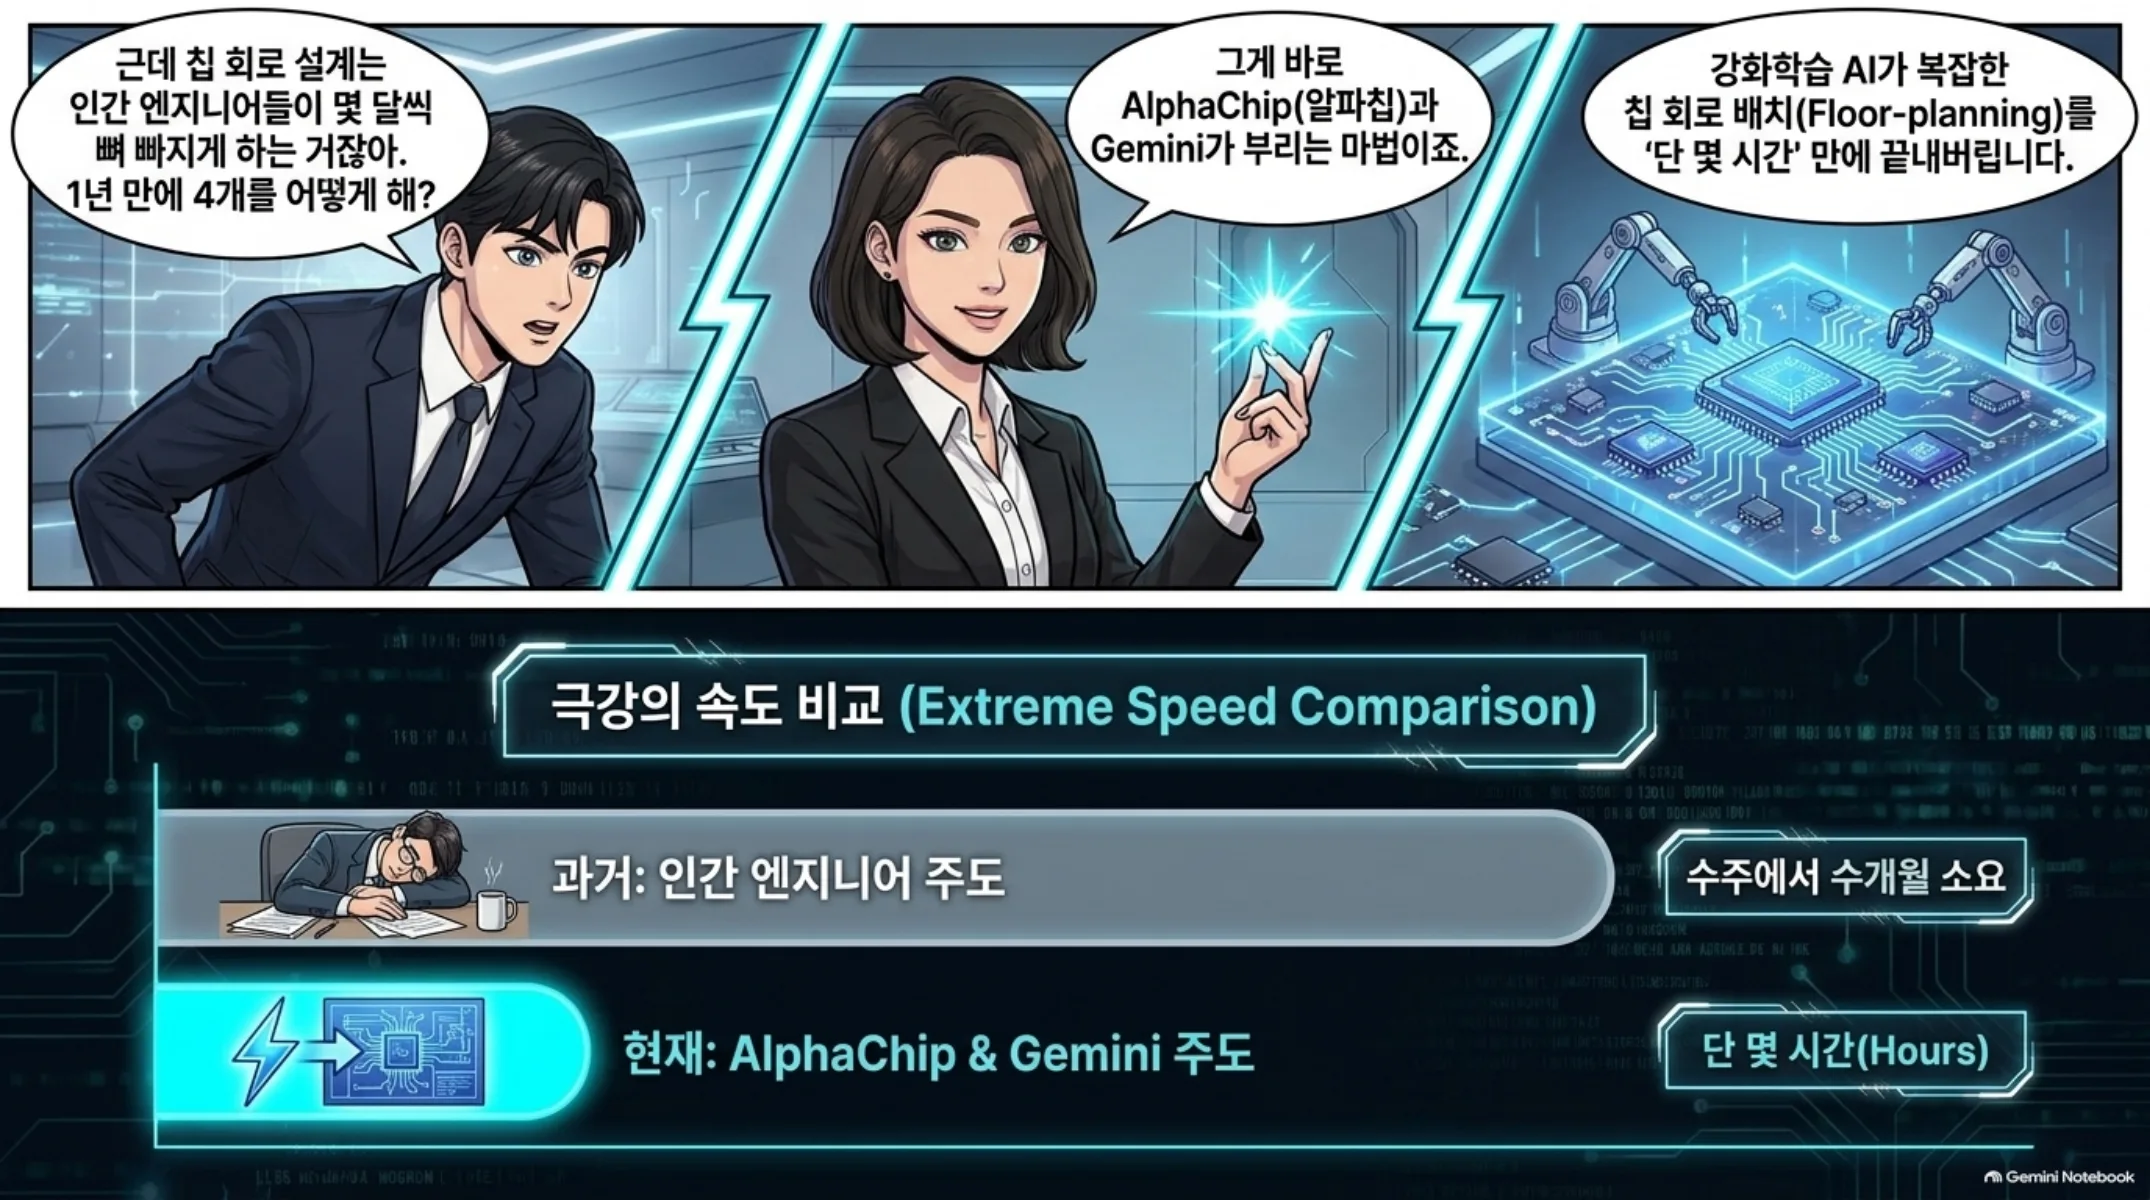 근데 칩 회로 설계는
인간 엔지니어들이 몇 달씩
뼈 빠지게 하는 거잖아.
1년 만에 4개를 어떻게 해?
그게 바로
AlphaChip(알파칩)과
Gemini가 부리는 마법이죠.
강화학습 AI가 복잡한
칩 회로 배치(Floor-planning)를
‘단 몇 시간' 만에 끝내버립니다.
극강의 속도 비교 (Extreme Speed Comparison)
과거: 인간 엔지니어 주도
수주에서 수개월 소요
현재: AlphaChip & Gemini 주도
단 몇 시간(Hours)
Gemini Notebook